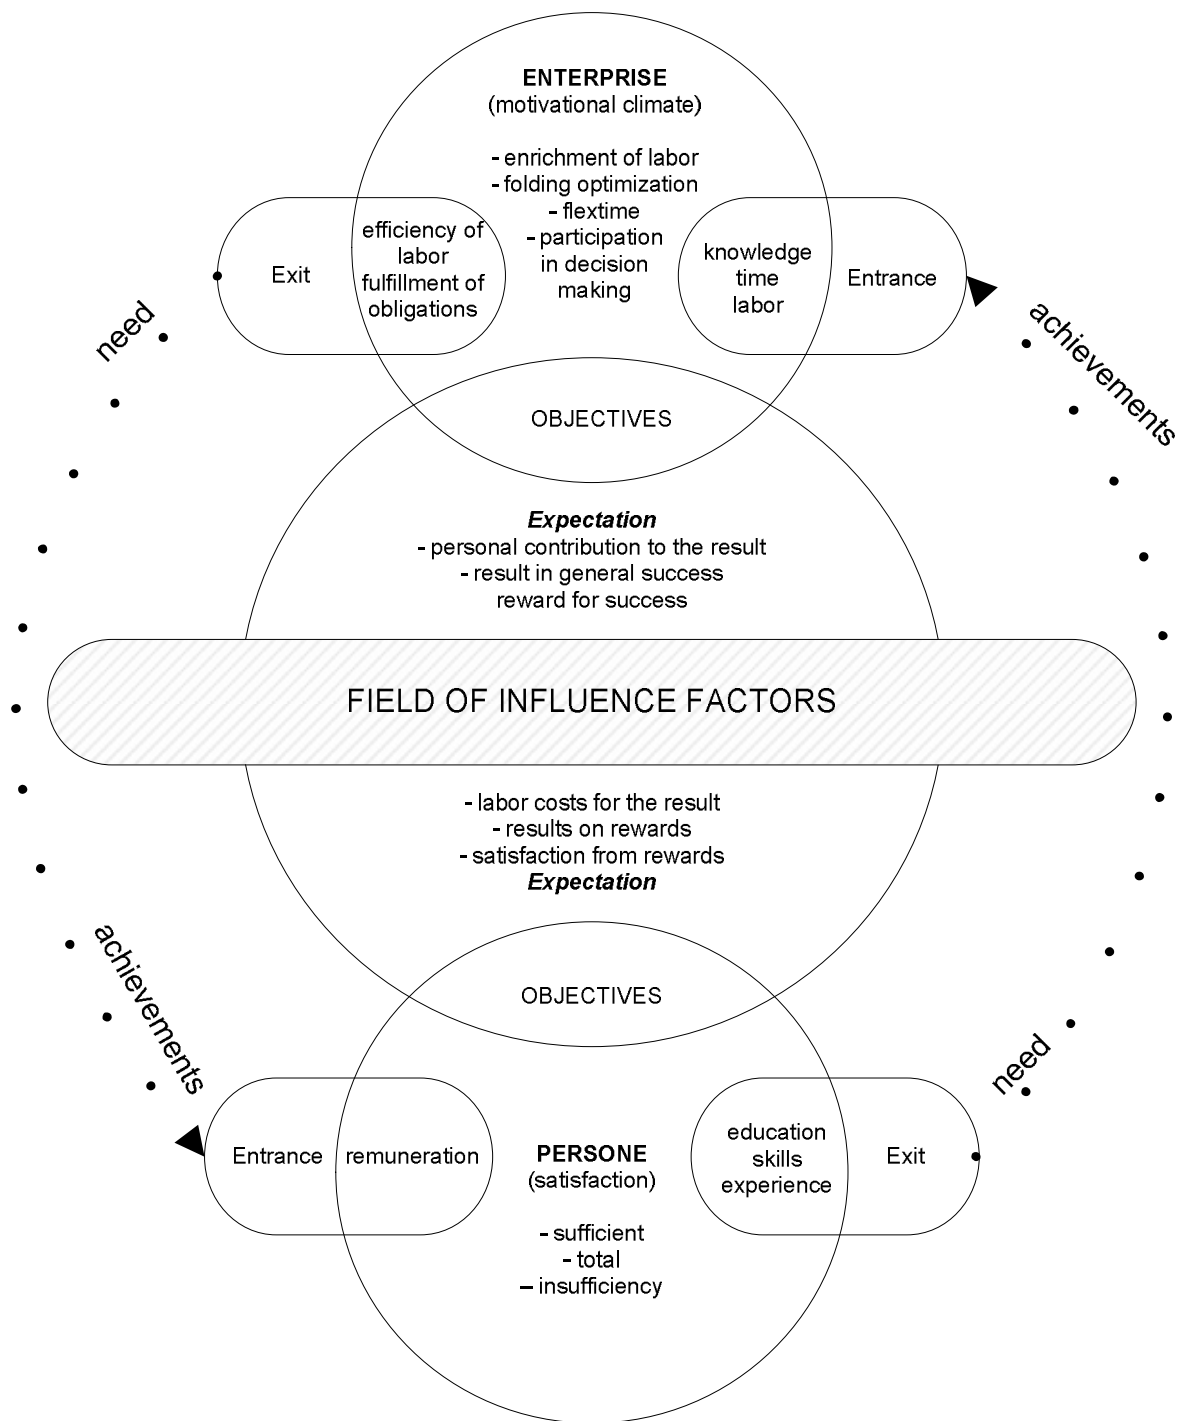 ENTERPRISE
(motivational climate)
- enrichment of labor
- folding optimization
- flextime
- participation
in decision
making
Exit
efficiency of
labor
fulfillment of
obligations
knowledge
time
labor
Entrance
need
achievements
OBJECTIVES
Expectation
- personal contribution to the result
- result in general success
reward for success
FIELD OF INFLUENCE FACTORS
- labor costs for the result
- results on rewards
- satisfaction from rewards
Expectation
achievements
OBJECTIVES
need
Entrance
remuneration
PERSONE
(satisfaction)
- sufficient
- total
– insufficiency
education
skills
experience
Exit